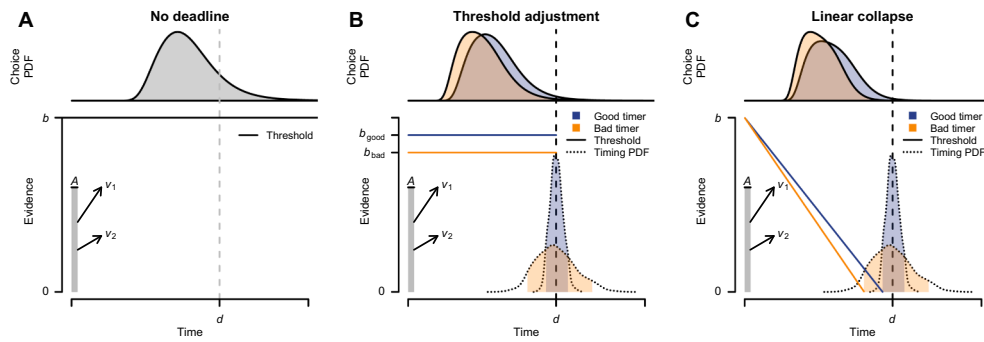 A
No deadline
Choice
PDF
b
Threshold
Evidence
A
v1
v2
0
d
Time
B
Threshold adjustment
Choice
PDF
Good timer
Bad timer
Threshold
Timing PDF
bgood
bbad
Evidence
A
v1
v2
0
d
Time
C
Linear collapse
Choice
PDF
b
Good timer
Bad timer
Threshold
Timing PDF
Evidence
A
v1
v2
0
d
Time